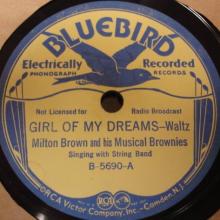 BLUEBIRD
Electrically Recorded
PHONOGRAPH RECORDS
Not Licensed for Radio Broadcast
GIRL OF MY DREAMS—Waltz
Milton Brown and his Musical Brownies
Singing with String Band
B-5690-A
RCA
RCA Victor Company, Inc.-Camden, N.J.